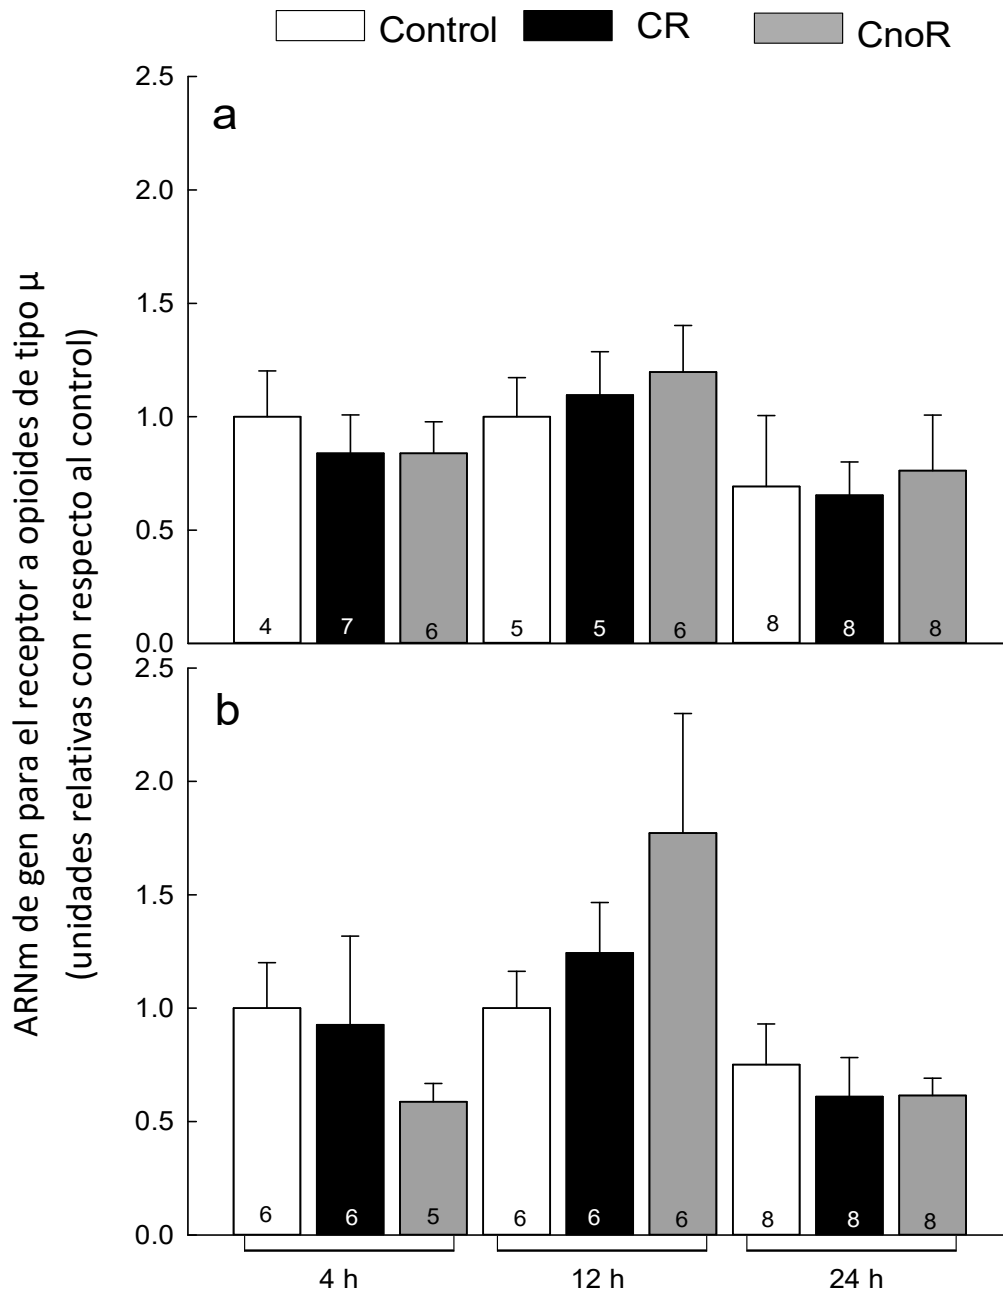 Control CR CnoR
ARNm de gen para el receptor a opioides de tipo µ
(unidades relativas con respecto al control)
a
2.5
2.0
1.5
1.0
0.5
0.0
4 7 6 5 5 6 8 8 8
b
2.5
2.0
1.5
1.0
0.5
0.0
6 6 5 6 6 6 8 8 8
4 h 12 h 24 h